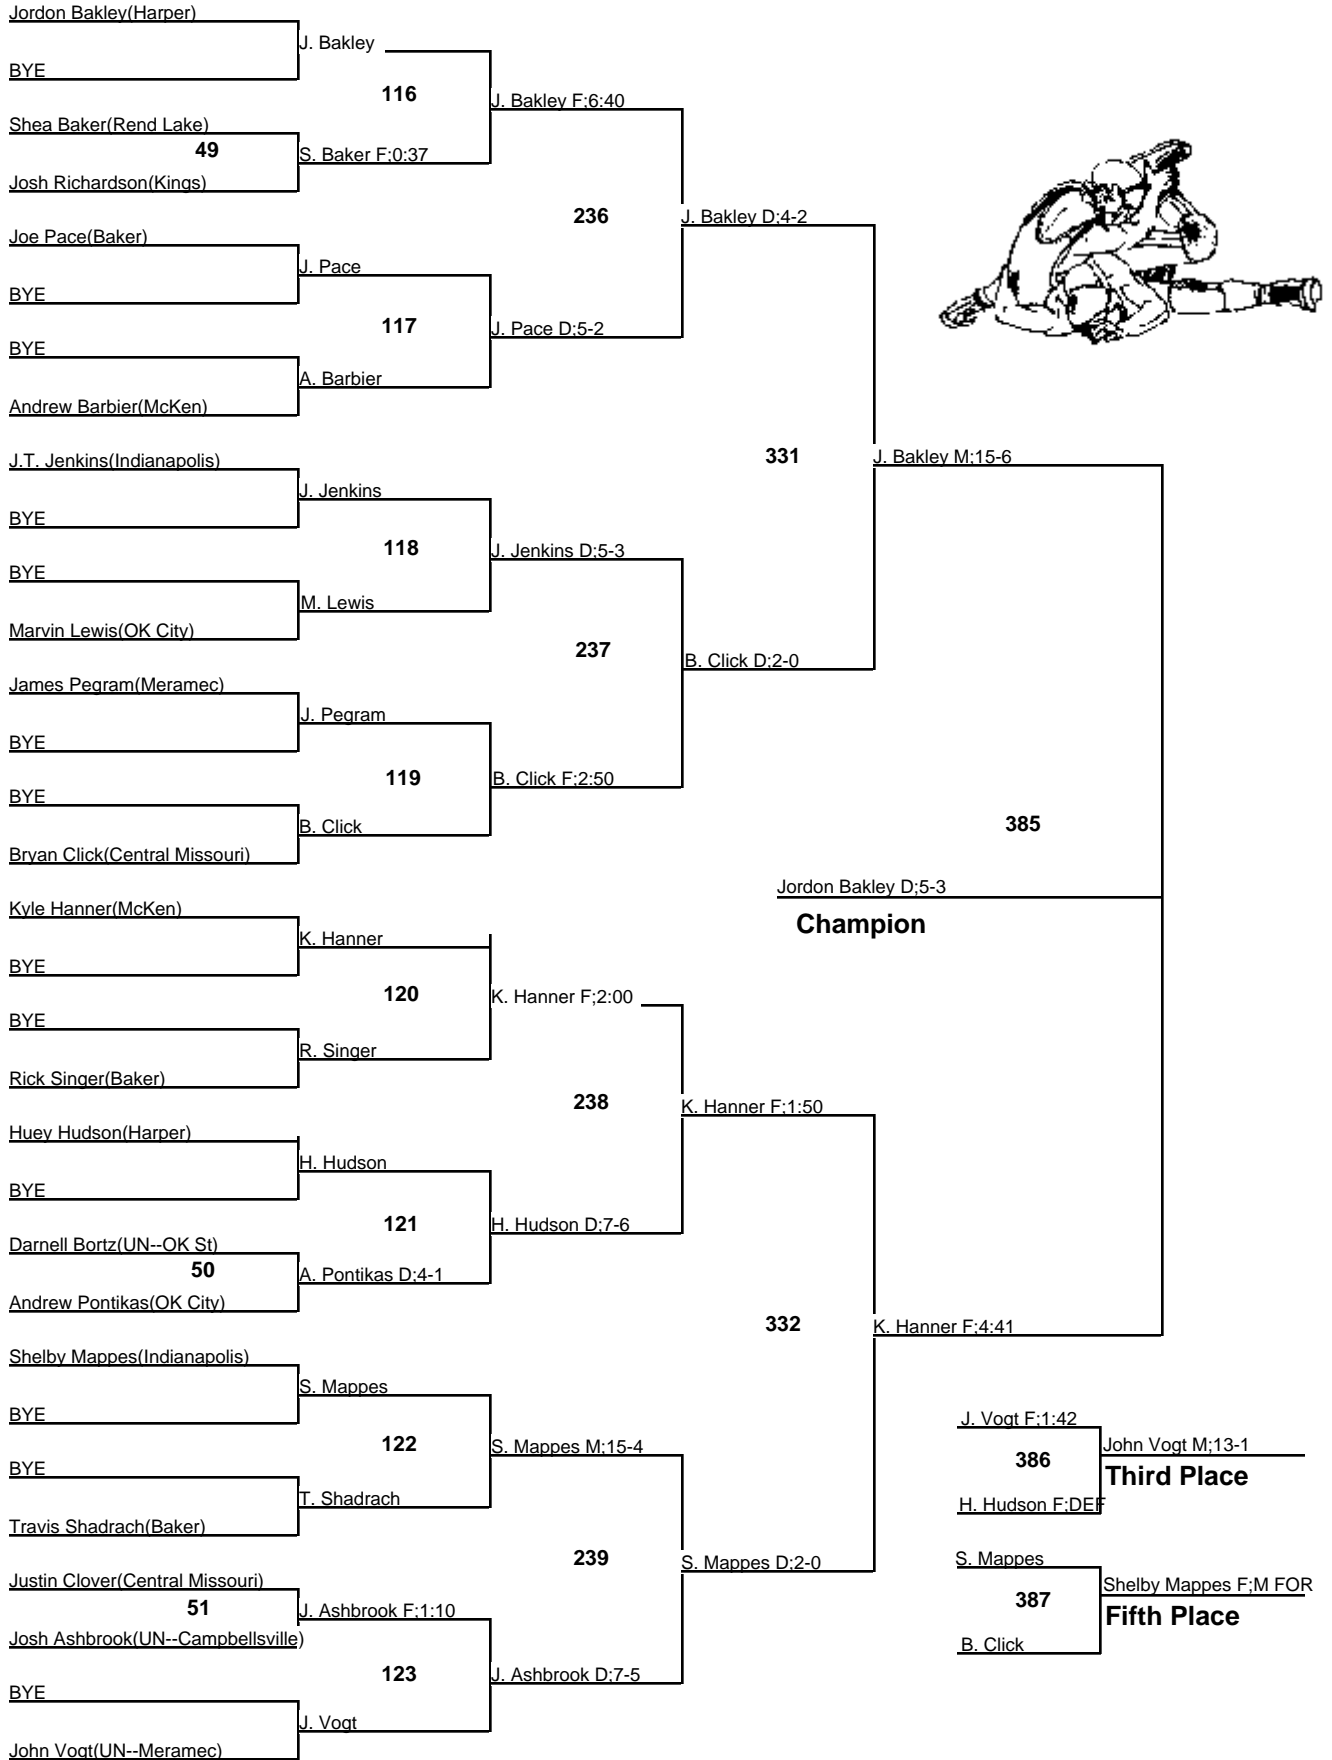 Jordon Bakley(Harper)
J. Bakley
BYE
116
J. Bakley F;6:40
Shea Baker(Rend Lake)
49
S. Baker F;0:37
Josh Richardson(Kings)
236
J. Bakley D;4-2
Joe Pace(Baker)
J. Pace
BYE
117
J. Pace D;5-2
BYE
A. Barbier
Andrew Barbier(McKen)
331
J. Bakley M;15-6
J.T. Jenkins(Indianapolis)
J. Jenkins
BYE
118
J. Jenkins D;5-3
BYE
M. Lewis
Marvin Lewis(OK City)
237
B. Click D;2-0
James Pegram(Meramec)
J. Pegram
BYE
119
B. Click F;2:50
BYE
B. Click
Bryan Click(Central Missouri)
385
Jordon Bakley D;5-3
Champion
Kyle Hanner(McKen)
K. Hanner
BYE
120
K. Hanner F;2:00
BYE
R. Singer
Rick Singer(Baker)
238
K. Hanner F;1:50
Huey Hudson(Harper)
H. Hudson
BYE
121
H. Hudson D;7-6
Darnell Bortz(UN--OK St)
50
A. Pontikas D;4-1
Andrew Pontikas(OK City)
332
K. Hanner F;4:41
Shelby Mappes(Indianapolis)
S. Mappes
BYE
122
S. Mappes M;15-4
BYE
T. Shadrach
Travis Shadrach(Baker)
239
S. Mappes D;2-0
Justin Clover(Central Missouri)
51
J. Ashbrook F;1:10
Josh Ashbrook(UN--Campbellsville)
123
J. Ashbrook D;7-5
BYE
J. Vogt
John Vogt(UN--Meramec)
J. Vogt F;1:42
386
John Vogt M;13-1
Third Place
H. Hudson F;DEF
S. Mappes
387
Shelby Mappes F;M FOR
Fifth Place
B. Click